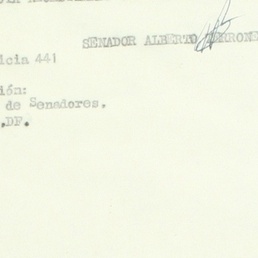 SENADOR ALBERTO
icia 441
ión:
de Senadores.
,DF.